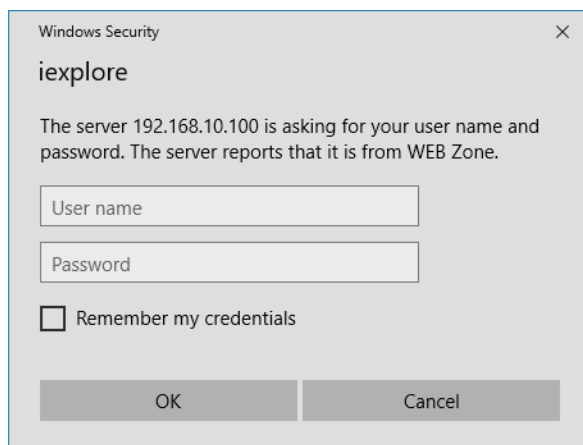 Windows Security
iexplore
The server 192.168.10.100 is asking for your user name and
password. The server reports that it is from WEB Zone.
User name
Password
Remember my credentials
OK
Cancel